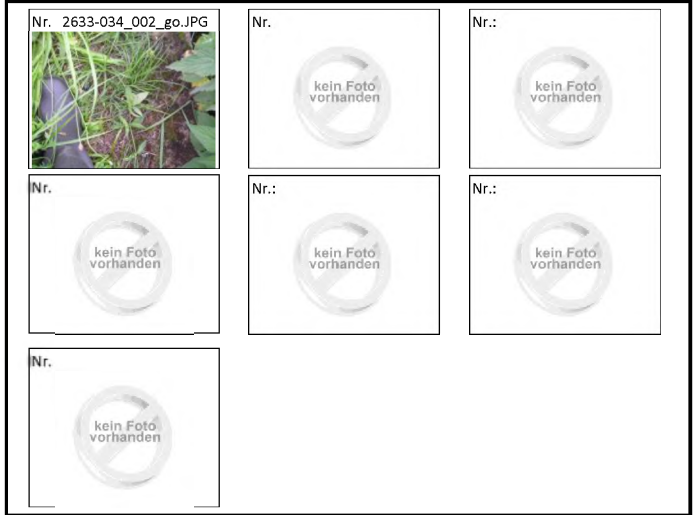 Nr. 2633-034_002_go.JPG
Nr.
kein Foto
vorhanden
Nr.:
kein Foto
vorhanden
Nr.
kein Foto
vorhanden
Nr.:
kein Foto
vorhanden
Nr.:
kein Foto
vorhanden
Nr.
kein Foto
vorhanden